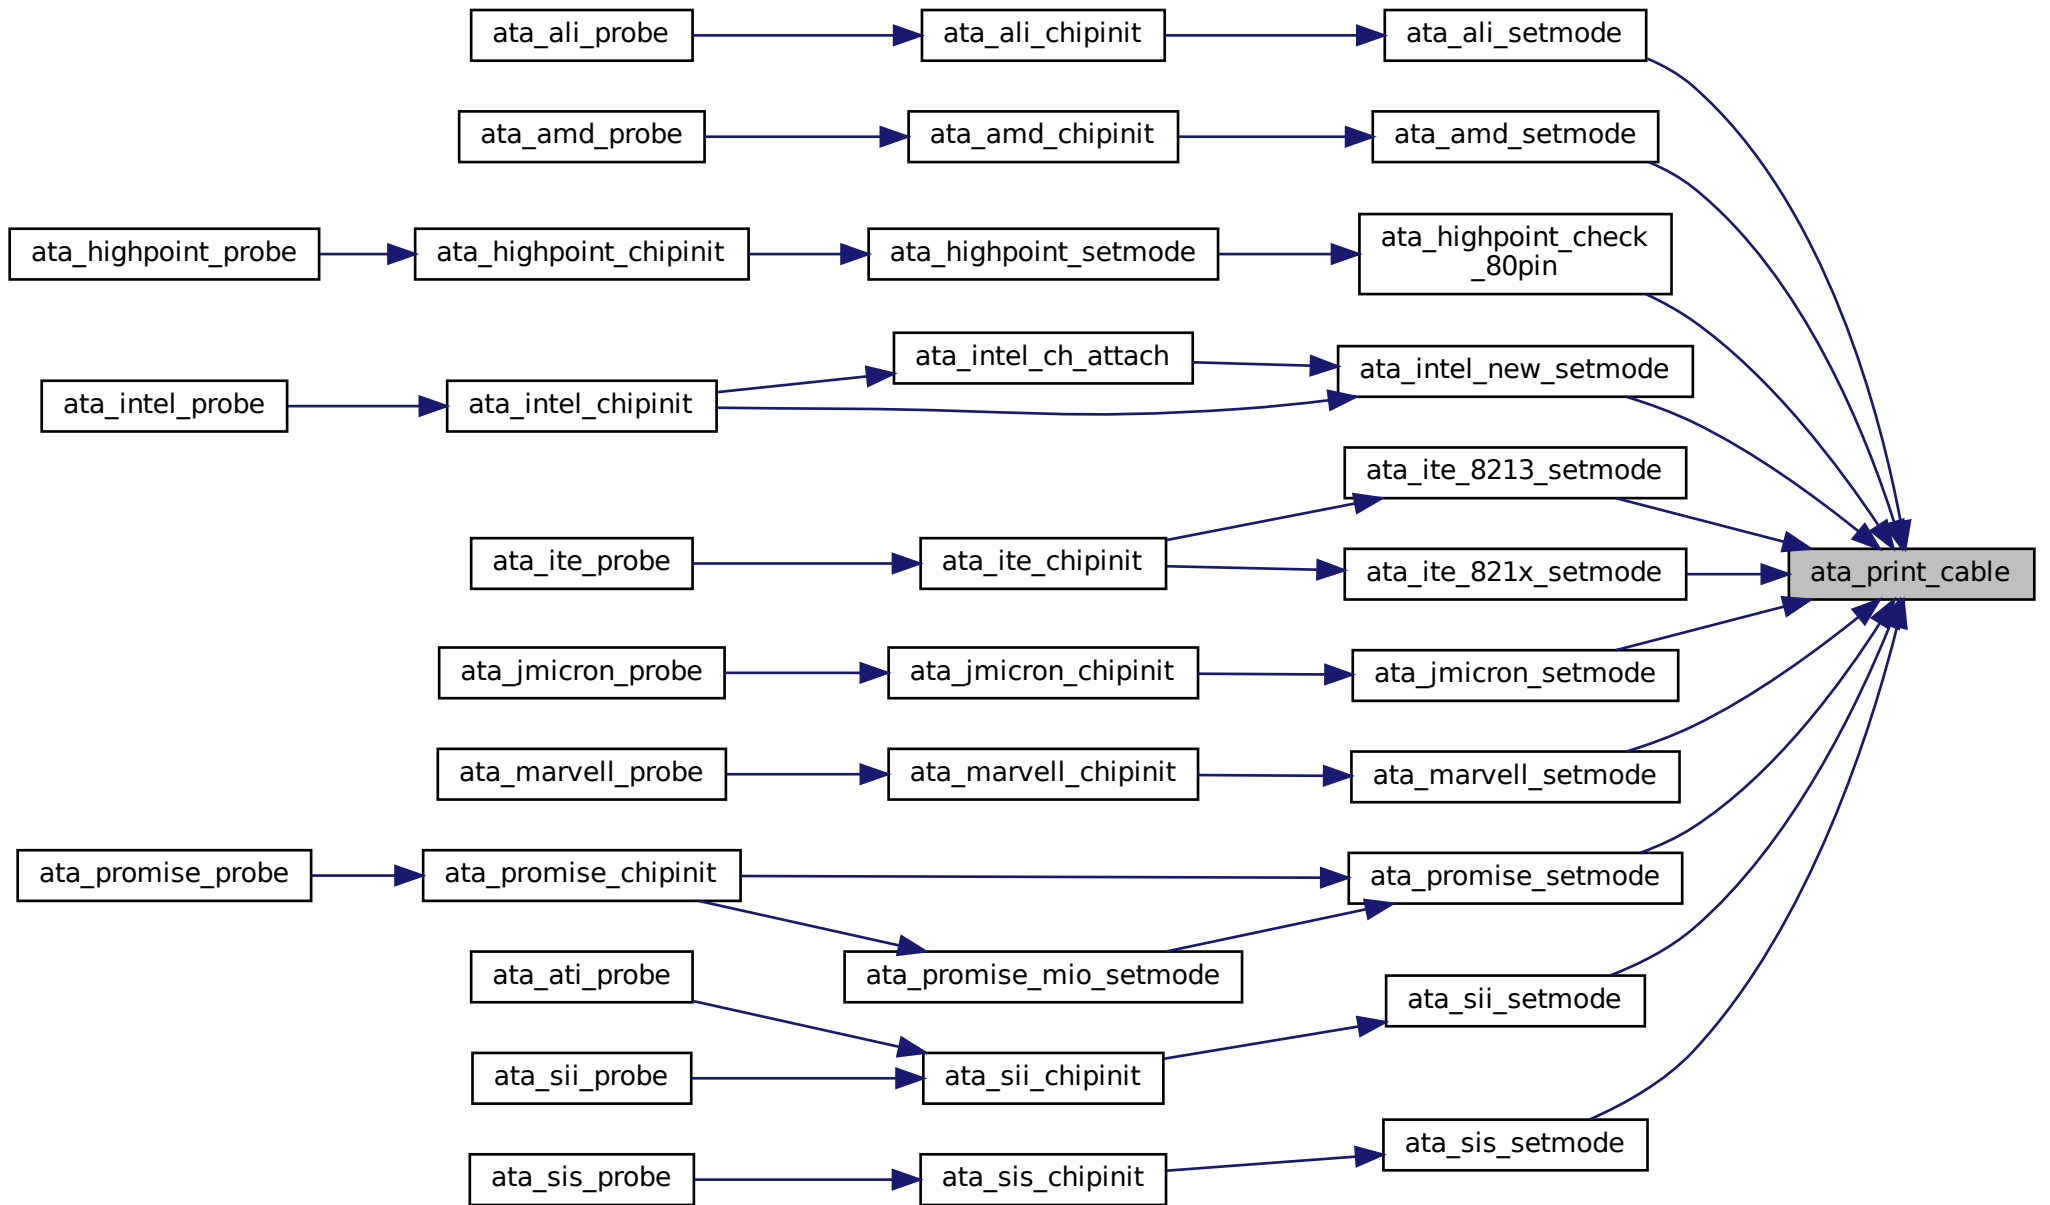 ata_ali_probe
ata_ali_chipinit
ata_ali_setmode
ata_amd_probe
ata_amd_chipinit
ata_amd_setmode
ata_highpoint_probe
ata_highpoint_chipinit
ata_highpoint_setmode
ata_highpoint_check
_80pin
ata_intel_probe
ata_intel_chipinit
ata_intel_ch_attach
ata_intel_new_setmode
ata_ite_8213_setmode
ata_ite_probe
ata_ite_chipinit
ata_ite_821x_setmode
ata_print_cable
ata_jmicron_probe
ata_jmicron_chipinit
ata_jmicron_setmode
ata_marvell_probe
ata_marvell_chipinit
ata_marvell_setmode
ata_promise_probe
ata_promise_chipinit
ata_promise_setmode
ata_ati_probe
ata_promise_mio_setmode
ata_sii_setmode
ata_sii_probe
ata_sii_chipinit
ata_sis_setmode
ata_sis_probe
ata_sis_chipinit